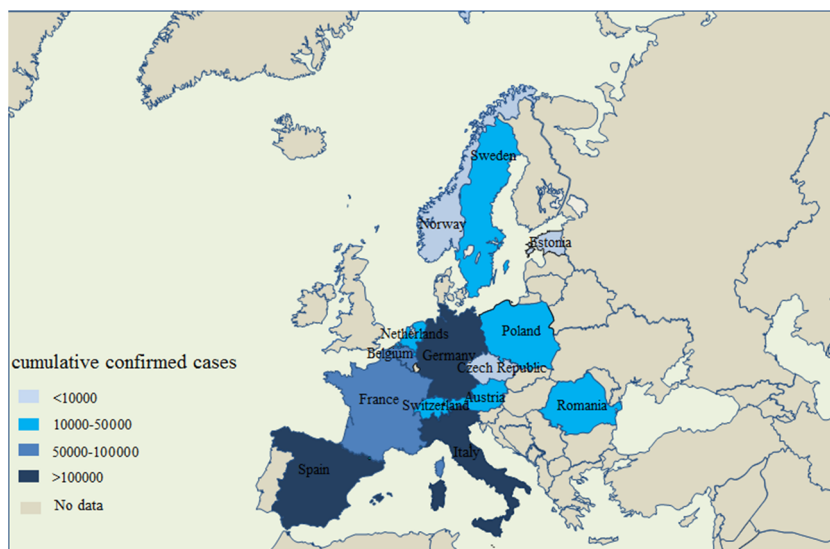 Sweden
Norway
Estonia
Netherlands
Poland
Belgium
Germany
cumulative confirmed cases
Czech Republic
<10000
France
Switzerland
Austria
Romania
10000-50000
50000-100000
Italy
Spain
>100000
No data